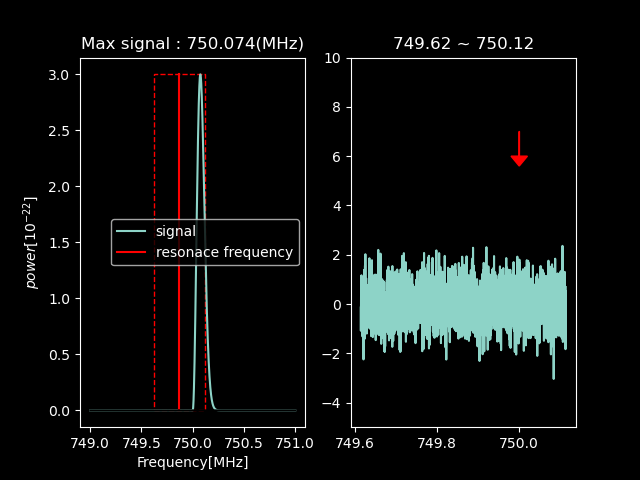 Max signal : 750.074(MHz)
3.0
2.5
2.0
1.5
1.0
0.5
0.0
power[10⁻²²]
signal
resonace frequency
749.0 749.5 750.0 750.5 751.0
Frequency[MHz]
749.62 ~ 750.12
10
8
6
4
2
0
−2
−4
749.6 749.8 750.0